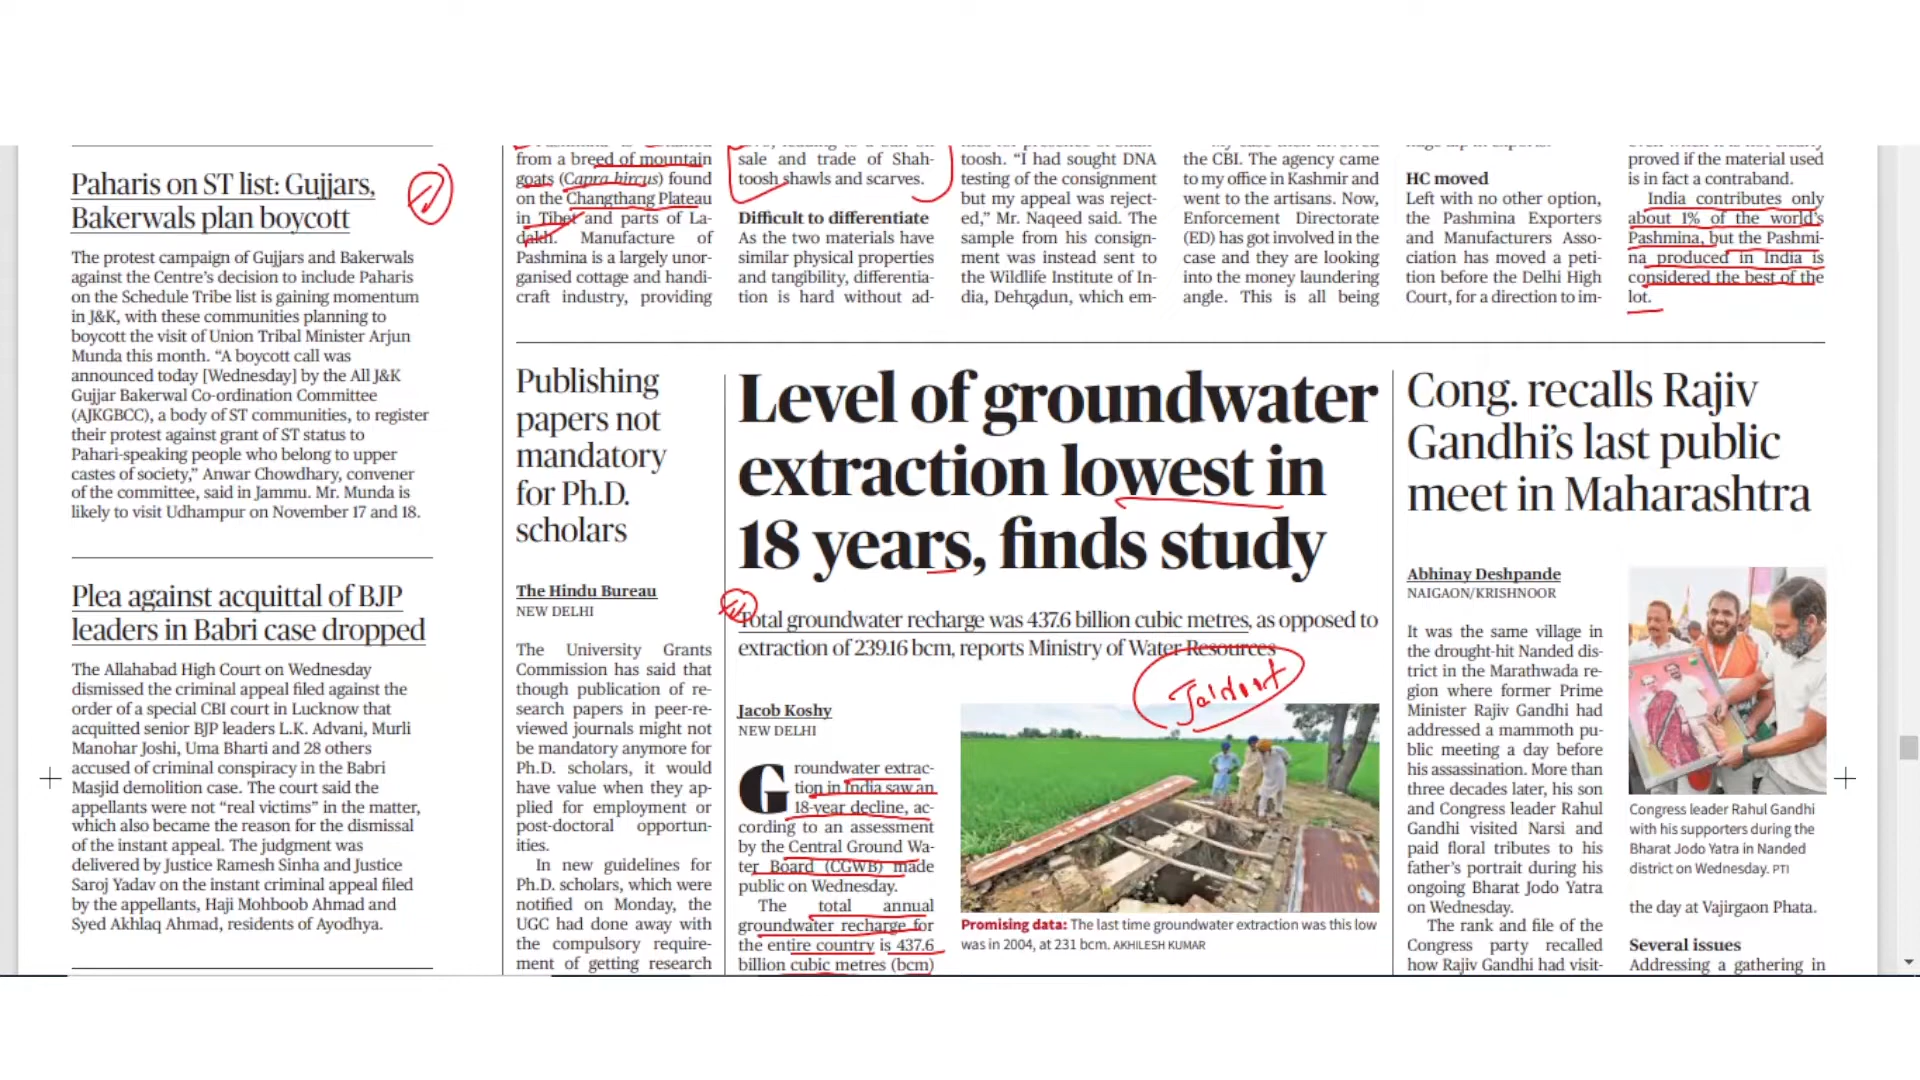 Paharis on ST list: Gujjars,
Bakerwals plan boycott
The protest campaign of Gujjars and Bakerwals
against the Centre's decision to include Paharis
on the Schedule Tribe list is gaining momentum
in J&K, with these communities planning to
boycott the visit of Union Tribal Minister Arjun
Munda this month. “A boycott call was
announced today [Wednesday] by the All J&K
Gujjar Bakerwal Co-ordination Committee
(AJKGBCC), a body of ST communities, to register
their protest against grant of ST status to
Pahari-speaking people who belong to upper
castes of society,” Anwar Chowdhary, convener
of the committee, said in Jammu. Mr. Munda is
likely to visit Udhampur on November 17 and 18.
Plea against acquittal of BJP
leaders in Babri case dropped
The Allahabad High Court on Wednesday
dismissed the criminal appeal filed against the
order of a special CBI court in Lucknow that
acquitted senior BJP leaders L.K. Advani, Murli
Manohar Joshi, Uma Bharti and 28 others
accused of criminal conspiracy in the Babri
Masjid demolition case. The court said the
appellants were not “real victims” in the matter,
which also became the reason for the dismissal
of the instant appeal. The judgment was
delivered by Justice Ramesh Sinha and Justice
Saroj Yadav on the instant criminal appeal filed
by the appellants, Haji Mohboob Ahmad and
Syed Akhlaq Ahmad, residents of Ayodhya.
from a breed of mountain
goats (Capra hircus) found
on the Changthang Plateau
in Tibet and parts of La-
dakh. Manufacture of
Pashmina is a largely unor-
ganised cottage and handi-
craft industry, providing
sale and trade of Shah-
toosh shawls and scarves.
Difficult to differentiate
As the two materials have
similar physical properties
and tangibility, differentia-
tion is hard without ad-
toosh. “I had sought DNA
testing of the consignment
but my appeal was reject-
ed,” Mr. Naqeed said. The
sample from his consign-
ment was instead sent to
the Wildlife Institute of In-
dia, Dehradun, which em-
the CBI. The agency came
to my office in Kashmir and
went to the artisans. Now,
Enforcement Directorate
(ED) has got involved in the
case and they are looking
into the money laundering
angle. This is all being
HC moved
Left with no other option,
the Pashmina Exporters
and Manufacturers Asso-
ciation has moved a peti-
tion before the Delhi High
Court, for a direction to im-
proved if the material used
is in fact a contraband.
India contributes only
about 1% of the world's
Pashmina, but the Pashmi-
na produced in India is
considered the best of the
lot.
Publishing
papers not
mandatory
for Ph.D.
scholars
The Hindu Bureau
NEW DELHI
The University Grants
Commission has said that
though publication of re-
search papers in peer-re-
viewed journals might not
be mandatory anymore for
Ph.D. scholars, it would
have value when they ap-
plied for employment or
post-doctoral opportun-
ities.
In new guidelines for
Ph.D. scholars, which were
notified on Monday, the
UGC had done away with
the compulsory require-
ment of getting research
Level of groundwater
extraction lowest in
18 years, finds study
Total groundwater recharge was 437.6 billion cubic metres, as opposed to
extraction of 239.16 bcm, reports Ministry of Water Resources
Jacob Koshy
NEW DELHI
Groundwater extrac-
tion in India saw an
18-year decline, ac-
cording to an assessment
by the Central Ground Wa-
ter Board (CGWB) made
public on Wednesday.
The total annual
groundwater recharge for
the entire country is 437.6
billion cubic metres (bcm)
Promising data: The last time groundwater extraction was this low
was in 2004, at 231 bcm. AKHILESH KUMAR
Cong. recalls Rajiv
Gandhi's last public
meet in Maharashtra
Abhinay Deshpande
NAIGAON/KRISHNOOR
It was the same village in
the drought-hit Nanded dis-
trict in the Marathwada re-
gion where former Prime
Minister Rajiv Gandhi had
addressed a mammoth pu-
blic meeting a day before
his assassination. More than
three decades later, his son
and Congress leader Rahul
Gandhi visited Narsi and
paid floral tributes to his
father's portrait during his
ongoing Bharat Jodo Yatra
on Wednesday.
The rank and file of the
Congress party recalled
how Rajiv Gandhi had visit-
Congress leader Rahul Gandhi
with his supporters during the
Bharat Jodo Yatra in Nanded
district on Wednesday. PTI
the day at Vajirgaon Phata.
Several issues
Addressing a gathering in